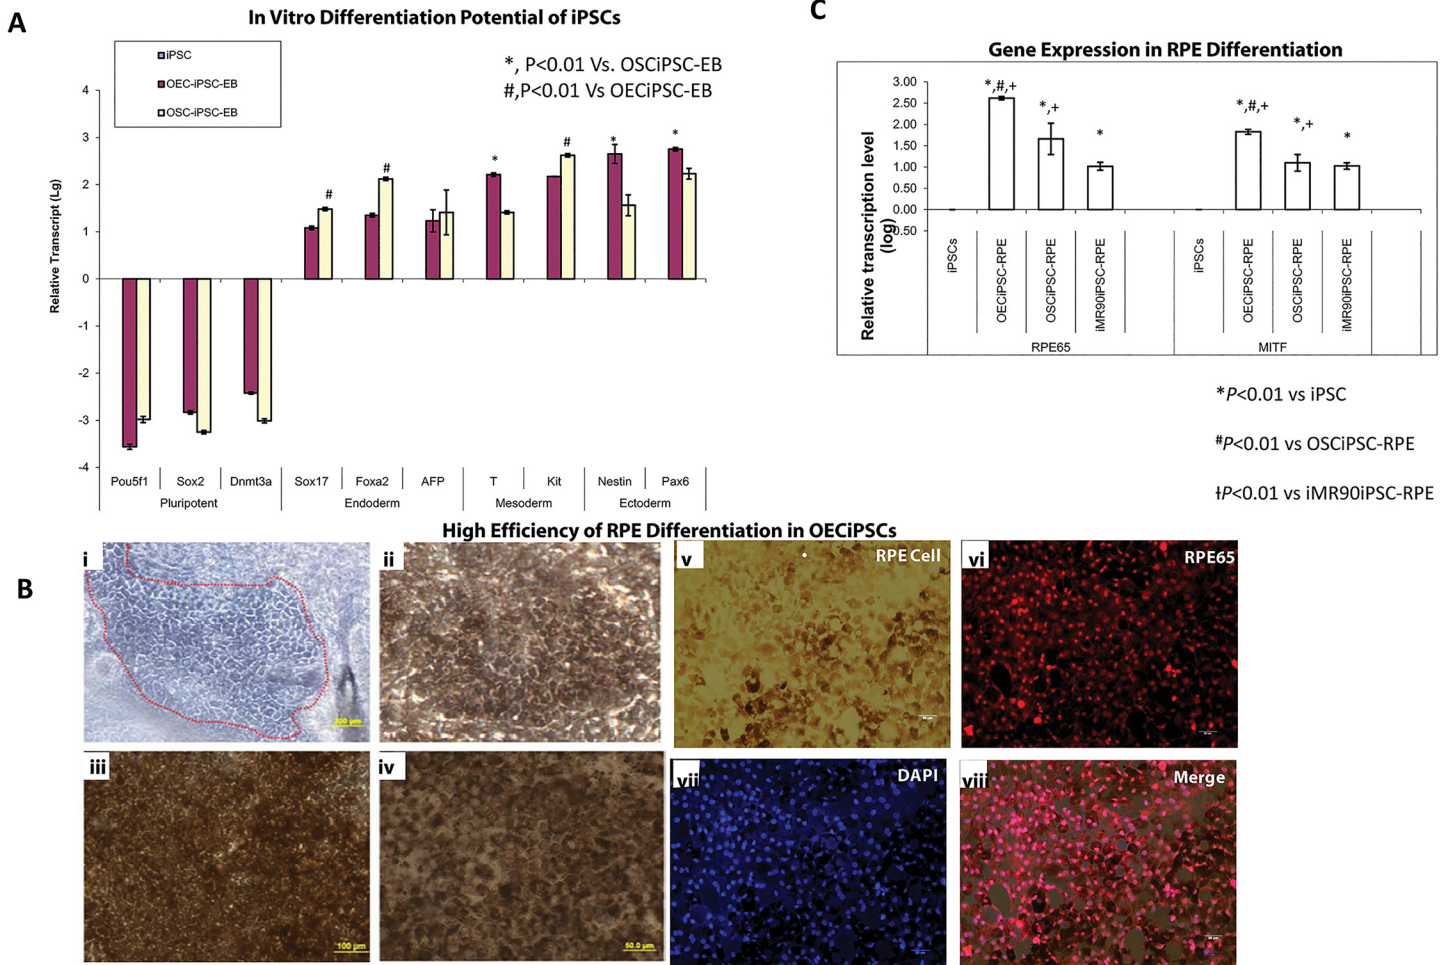 A
In Vitro Differentiation Potential of iPSCs
iPSC
OEC-iPSC-EB
OSC-iPSC-EB
*, P<0.01 Vs. OSCiPSC-EB
#,P<0.01 Vs OECiPSC-EB
Relative Transcript (Lg)
4
3
2
1
0
-1
-2
-3
-4
# # * # * *
Pou5f1 Sox2 Dnmt3a Sox17 Foxa2 AFP T Kit Nestin Pax6
Pluripotent Endoderm Mesoderm Ectoderm
C
Gene Expression in RPE Differentiation
Relative transcription level
(log)
3.00
2.50
2.00
1.50
1.00
0.50
0.00
0.50
*,#,+ *,+ * *,#,+ *,+ *
iPSCs OECiPSC-RPE OSCiPSC-RPE iMR90iPSC-RPE iPSCs OECiPSC-RPE OSCiPSC-RPE iMR90iPSC-RPE
RPE65 MITF
*P<0.01 vs iPSC
#P<0.01 vs OSCiPSC-RPE
ƗP<0.01 vs iMR90iPSC-RPE
High Efficiency of RPE Differentiation in OECiPSCs
B
i ii v RPE Cell vi RPE65
iii iv vii DAPI viii Merge
100 µm 50.0 µm